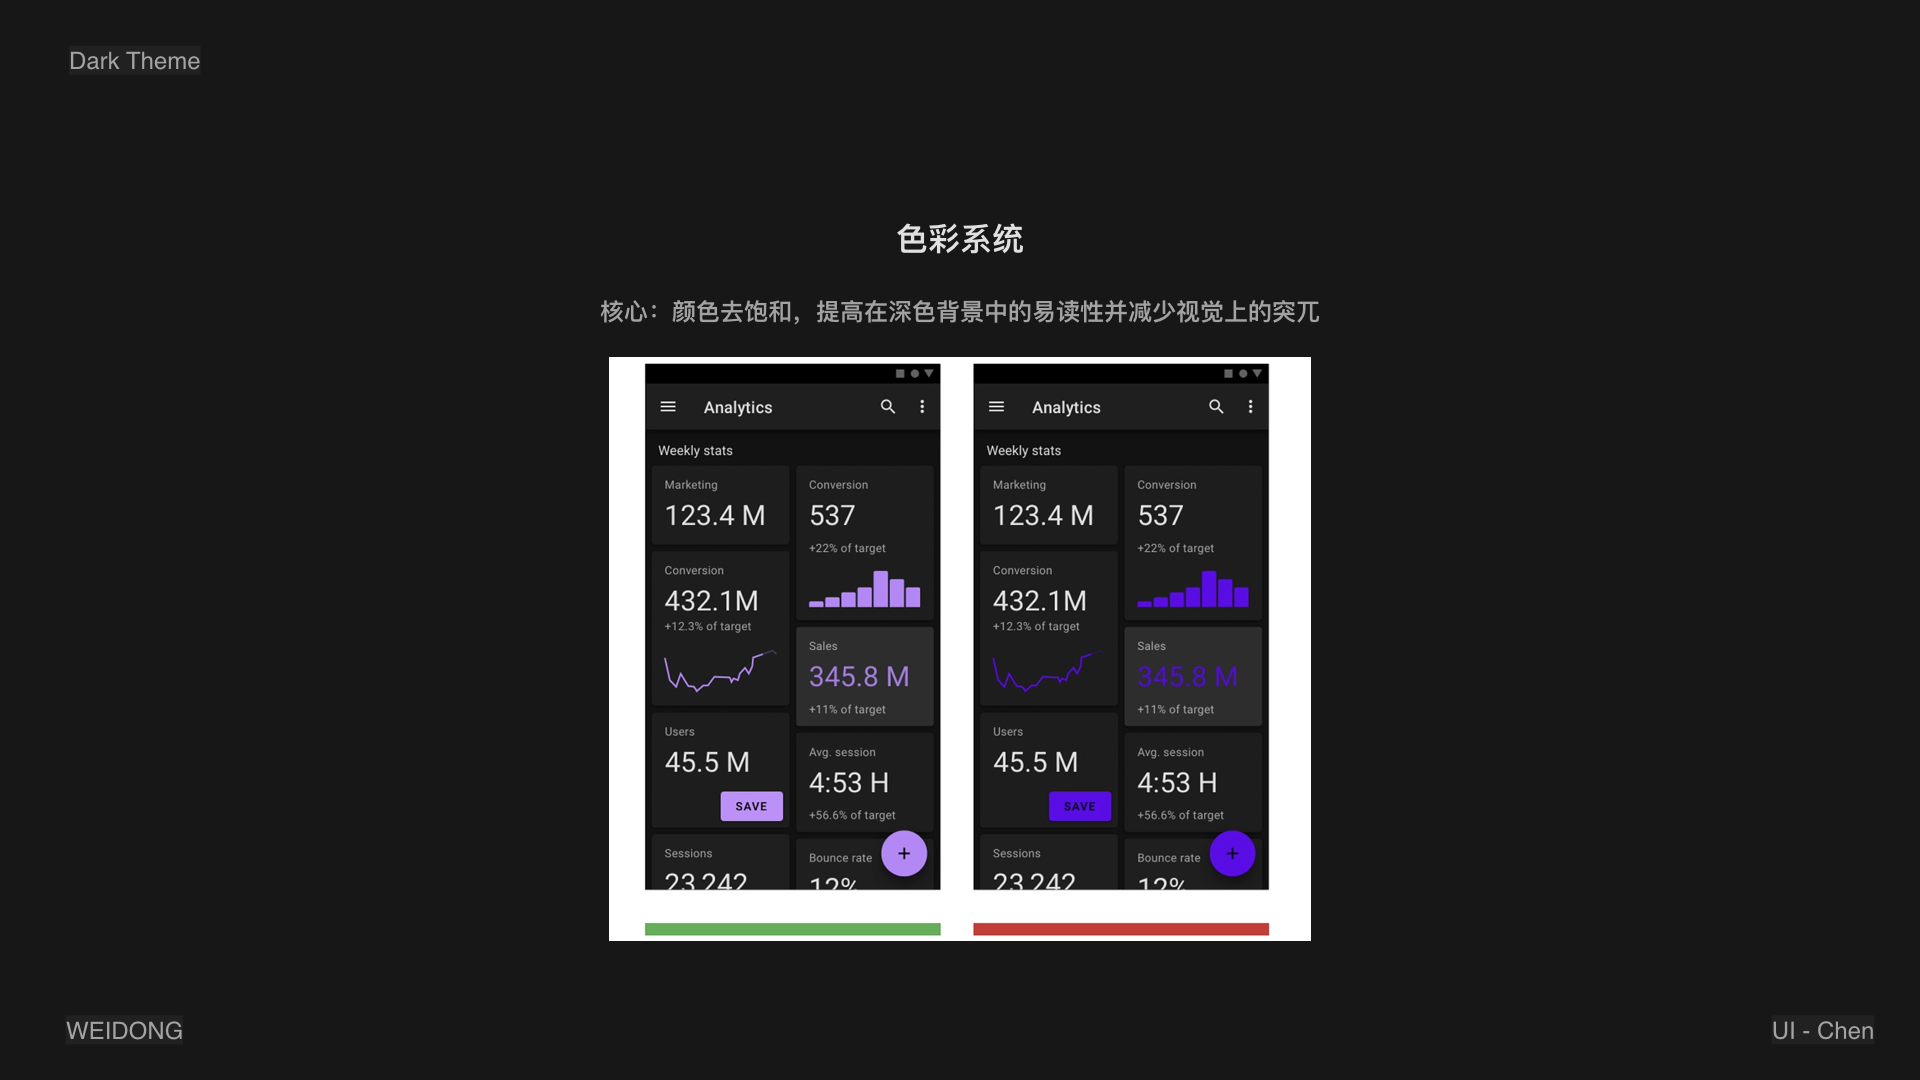 Dark Theme
色彩系统
核心：颜色去饱和，提高在深色背景中的易读性并减少视觉上的突兀
Analytics
Weekly stats
Marketing
123.4 M
Conversion
432.1M
+12.3% of target
Users
45.5 M
SAVE
Sessions
23,242
Conversion
537
+22% of target
Sales
345.8 M
+11% of target
Avg. session
4:53 H
+56.6% of target
Bounce rate
12%
+
Analytics
Weekly stats
Marketing
123.4 M
Conversion
432.1M
+12.3% of target
Users
45.5 M
SAVE
Sessions
23,242
Conversion
537
+22% of target
Sales
345.8 M
+11% of target
Avg. session
4:53 H
+56.6% of target
Bounce rate
12%
+
WEIDONG
UI - Chen